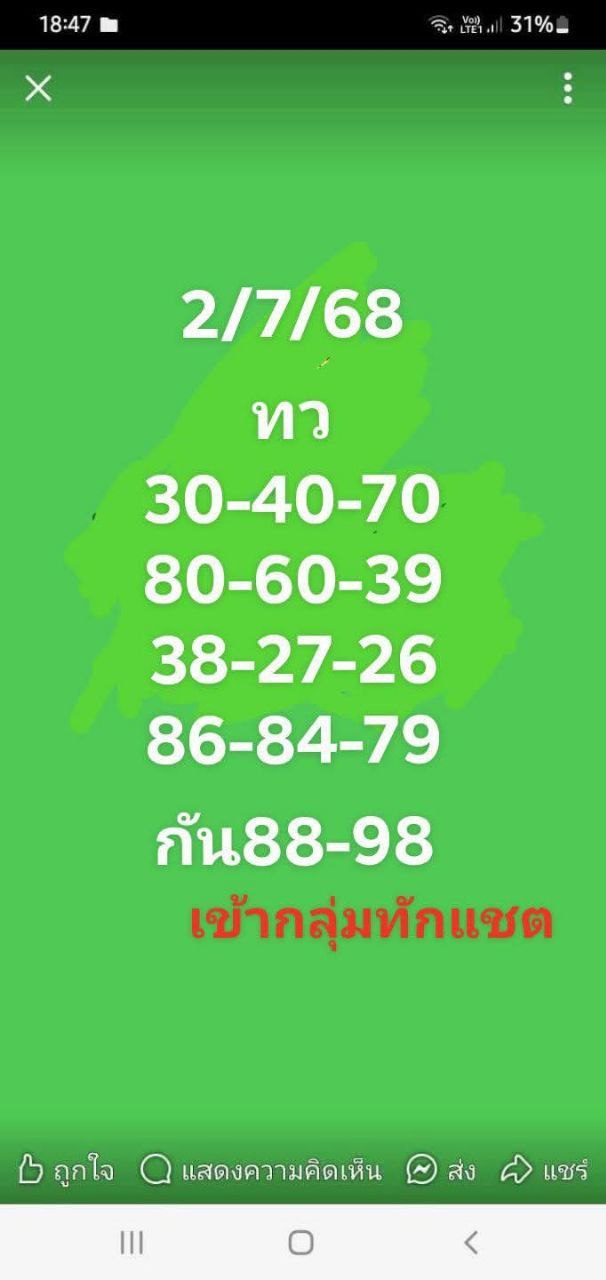 18:47
Vo)) LTE1 31%
2/7/68
ทว
30-40-70
80-60-39
38-27-26
86-84-79
กัน88-98
เข้ากลุ่มทักแชต
ถูกใจ แสดงความคิดเห็น ส่ง แชร์